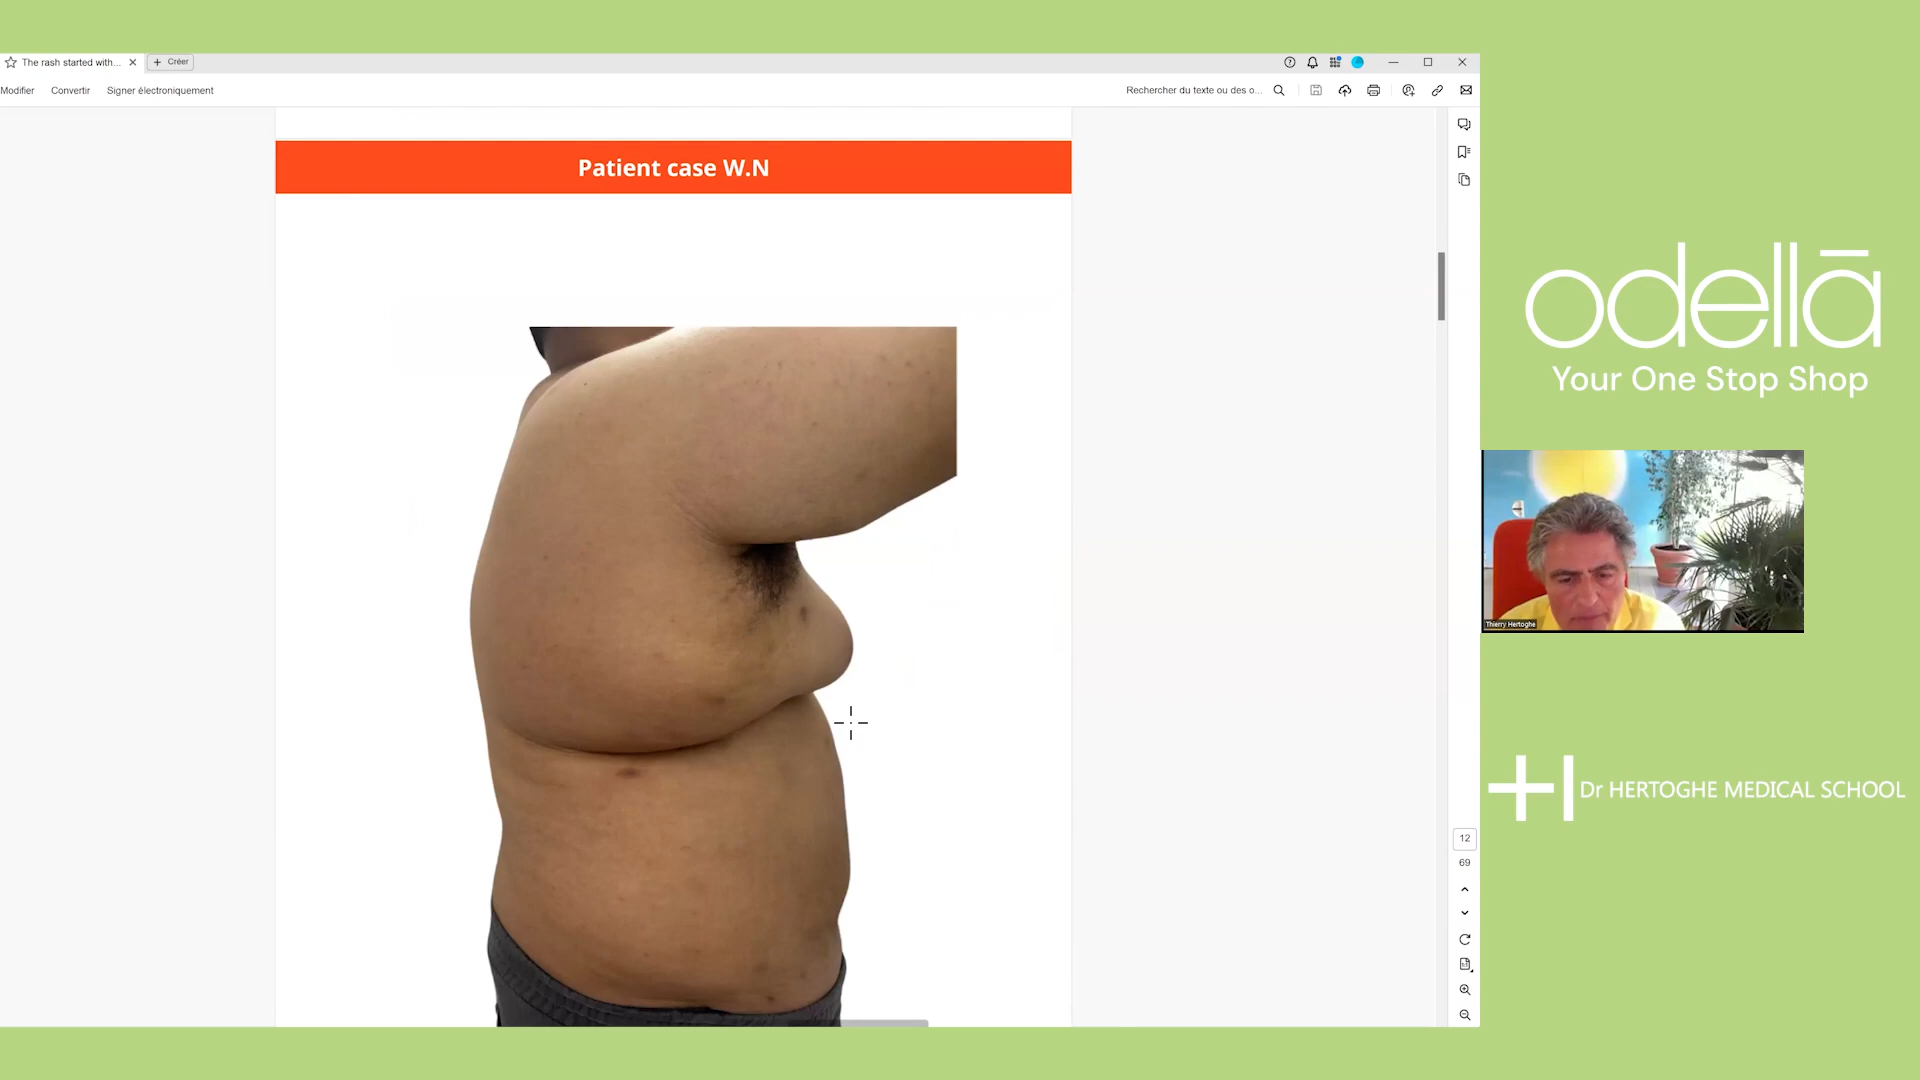 The rash started with...
Créer
Modifier
Convertir
Signer électroniquement
Rechercher du texte ou des o...
Patient case W.N
odellā
Your One Stop Shop
Thierry Hertoghe
Dr HERTOGHE MEDICAL SCHOOL
12
69